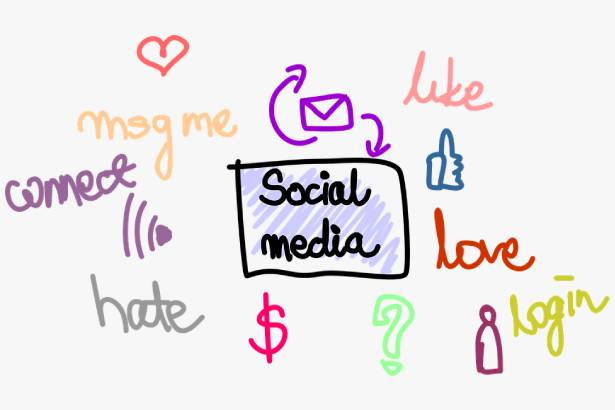 like
msg me
connect
Social
media
love
hate
login
$
?